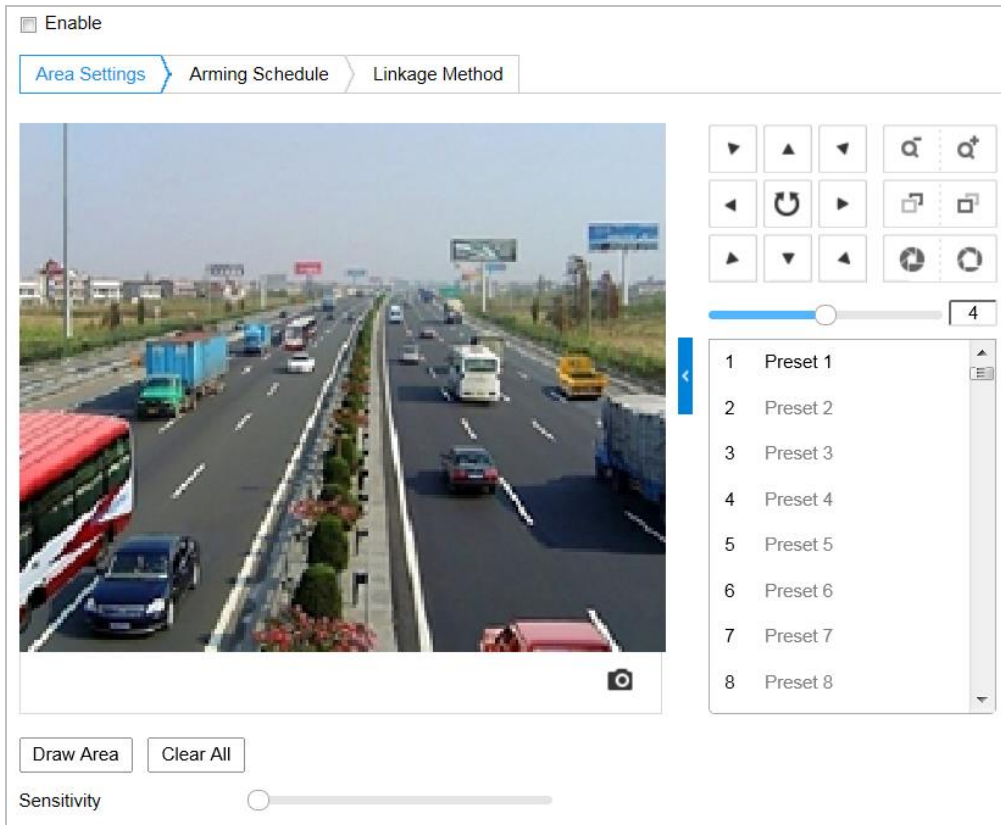 Enable
Area Settings
Arming Schedule
Linkage Method
4
1 Preset 1
2 Preset 2
3 Preset 3
4 Preset 4
5 Preset 5
6 Preset 6
7 Preset 7
8 Preset 8
Draw Area
Clear All
Sensitivity